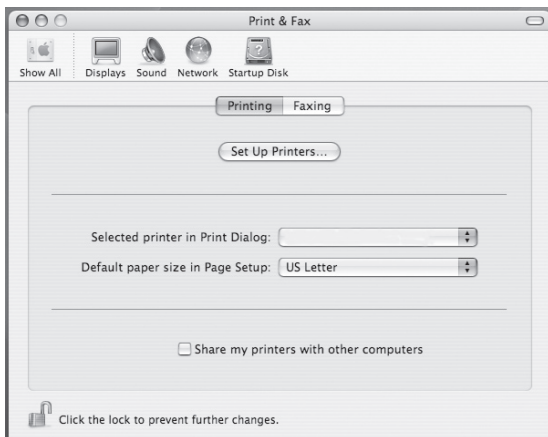 Print & Fax
Show All Displays Sound Network Startup Disk
Printing Faxing
Set Up Printers...
Selected printer in Print Dialog:
Default paper size in Page Setup: US Letter
Share my printers with other computers
Click the lock to prevent further changes.